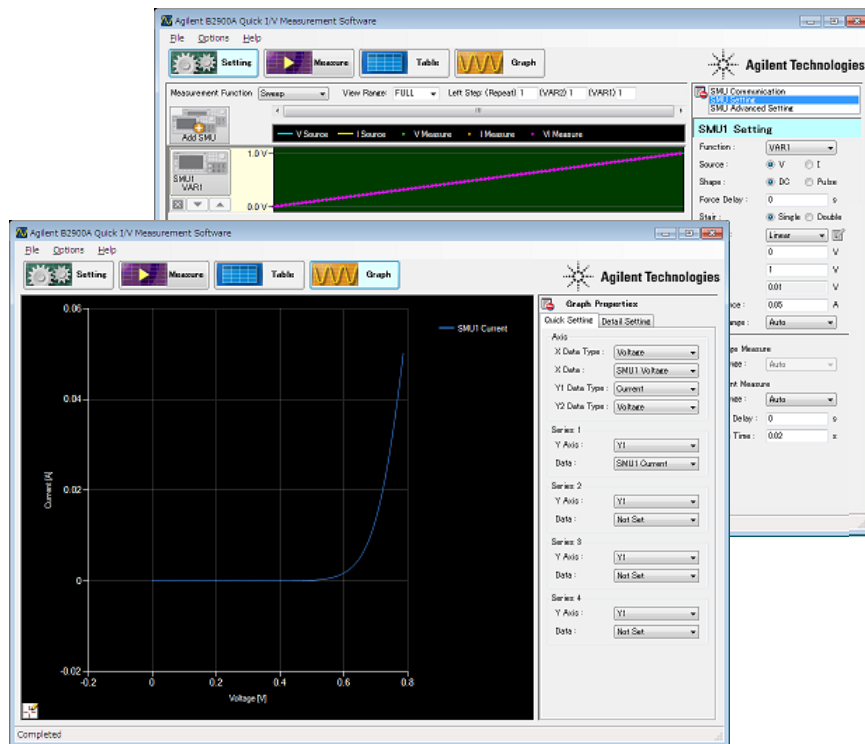 Agilent B2900A Quick I/V Measurement Software
File Options Help
Setting Measure Table Graph
Agilent Technologies
Measurement Function Sweep View Range: FULL Left Step: (Repeat) 1 (VAR2) 1 (VAR1) 1
Add SMU
V Source I Source V Measure I Measure VI Measure
SMU1
VAR1
1.0 V
0.0 V
SMU Communication
SMU Setting
SMU Advanced Setting
SMU1 Setting
Function : VAR1
Source : V I
Shape : DC Pulse
Force Delay : 0 s
Stair : Single Double
Linear
0 V
1 V
0.01 V
0.05 A
Auto
Measure
Auto
Measure
Auto
Delay : 0 s
Time : 0.02 s
Agilent B2900A Quick I/V Measurement Software
File Options Help
Setting Measure Table Graph
Agilent Technologies
SMU1 Current
0.06
0.04
0.02
0
-0.02
Current [A]
-0.2 0 0.2 0.4 0.6 0.8
Voltage [V]
Graph Properties
Quick Setting Detail Setting
Axis
X Data Type : Voltage
X Data : SMU1 Voltage
Y1 Data Type : Current
Y2 Data Type : Voltage
Series 1
Y Axis : Y1
Data : SMU1 Current
Series 2
Y Axis : Y1
Data : Not Set
Series 3
Y Axis : Y1
Data : Not Set
Series 4
Y Axis : Y1
Data : Not Set
Completed